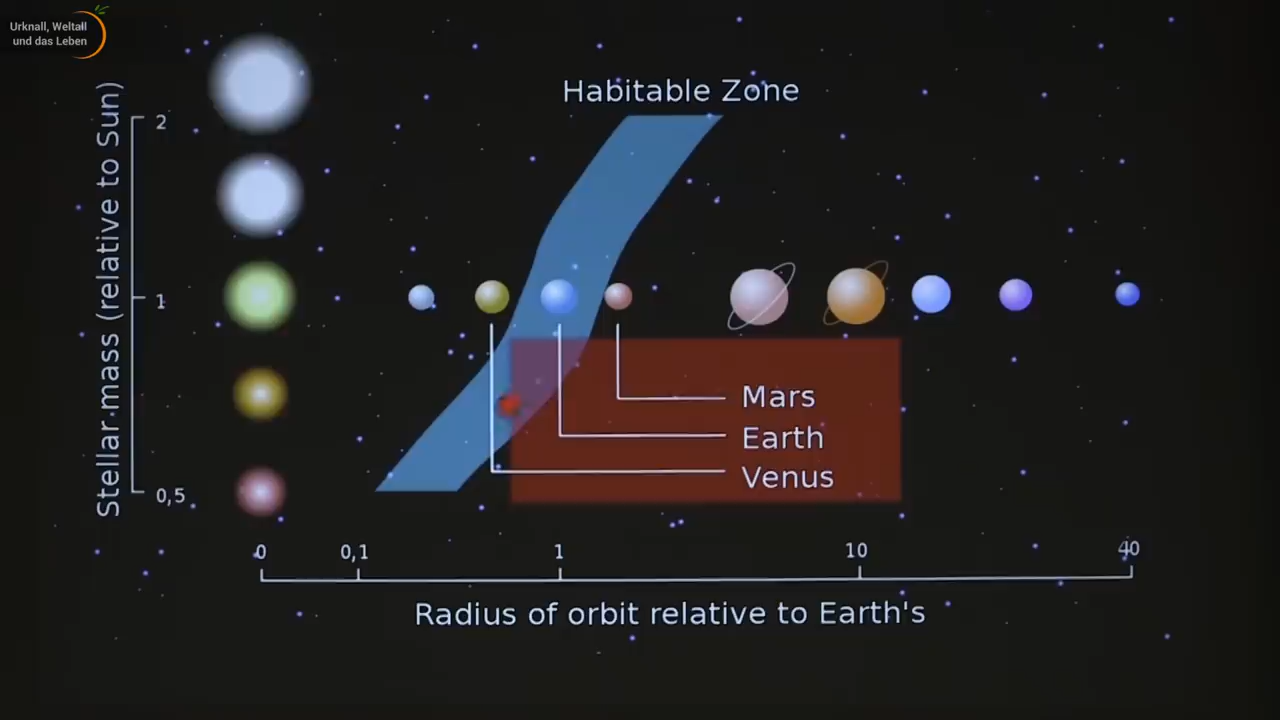 Urknall, Weltall
und das Leben
Habitable Zone
Stellar mass (relative to Sun)
2
1
0,5
Mars
Earth
Venus
0
0,1
1
10
40
Radius of orbit relative to Earth's